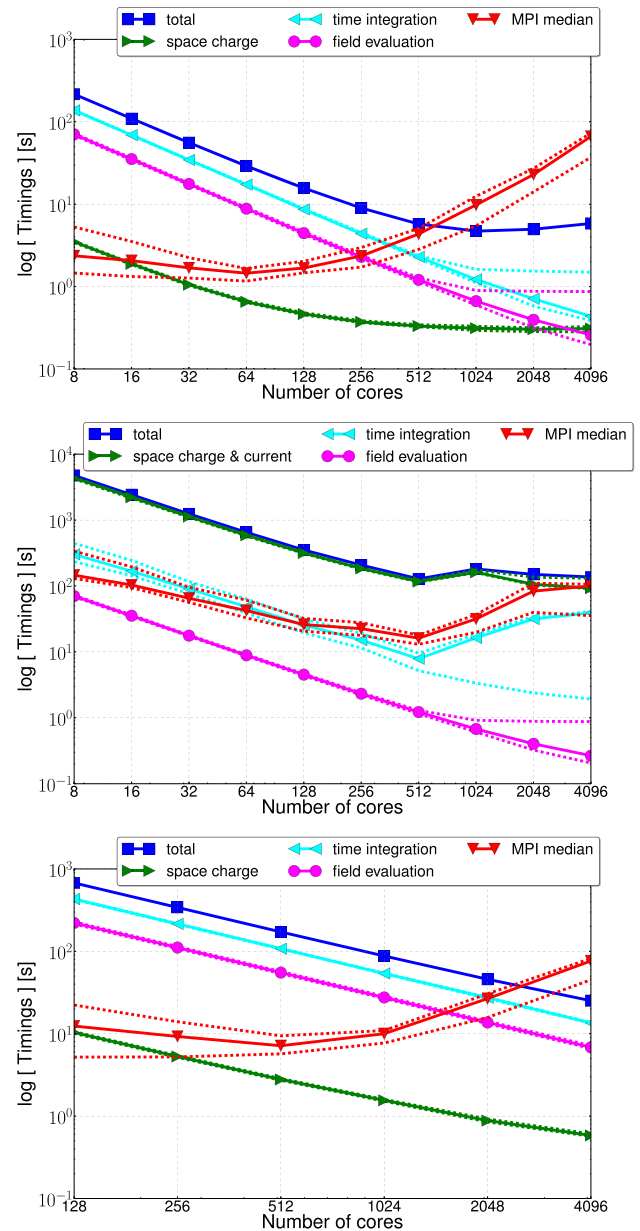 total
time integration
MPI median
space charge
field evaluation
10^3
10^2
10^1
10^0
10^-1
log [ Timings ] [s]
8 16 32 64 128 256 512 1024 2048 4096
Number of cores
total
time integration
MPI median
space charge & current
field evaluation
10^4
10^3
10^2
10^1
10^0
10^-1
log [ Timings ] [s]
8 16 32 64 128 256 512 1024 2048 4096
Number of cores
total
time integration
MPI median
space charge
field evaluation
10^3
10^2
10^1
10^0
10^-1
log [ Timings ] [s]
128 256 512 1024 2048 4096
Number of cores